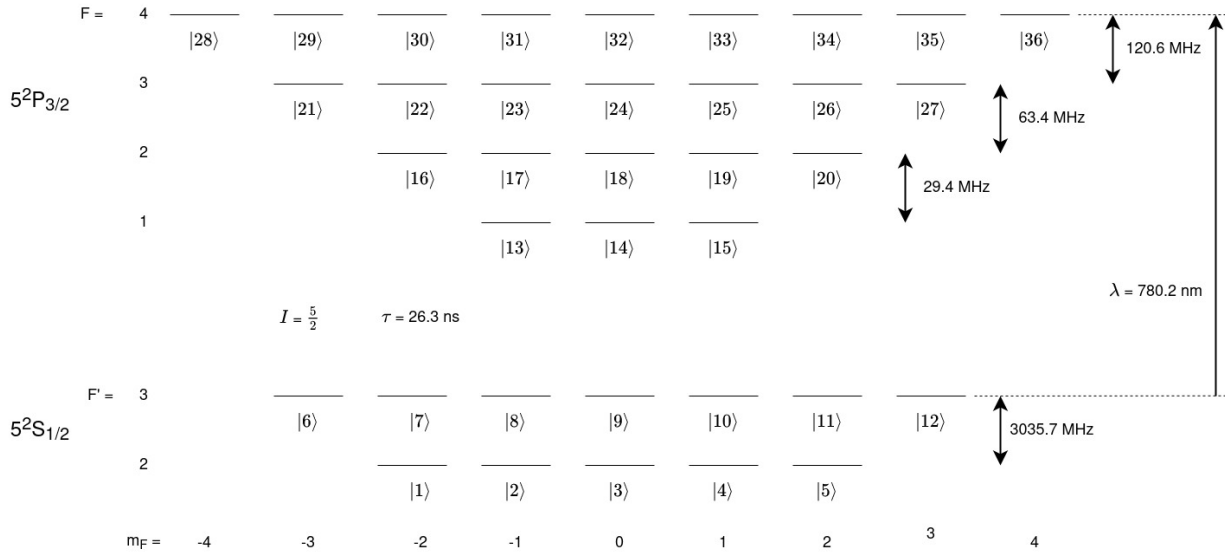 F = 4
|28⟩ |29⟩ |30⟩ |31⟩ |32⟩ |33⟩ |34⟩ |35⟩ |36⟩
120.6 MHz
3
5²P3/2
|21⟩ |22⟩ |23⟩ |24⟩ |25⟩ |26⟩ |27⟩
63.4 MHz
2
|16⟩ |17⟩ |18⟩ |19⟩ |20⟩
29.4 MHz
1
|13⟩ |14⟩ |15⟩
λ = 780.2 nm
I = 5/2 τ = 26.3 ns
F' = 3
|6⟩ |7⟩ |8⟩ |9⟩ |10⟩ |11⟩ |12⟩
5²S1/2
3035.7 MHz
2
|1⟩ |2⟩ |3⟩ |4⟩ |5⟩
mF = -4 -3 -2 -1 0 1 2 3 4